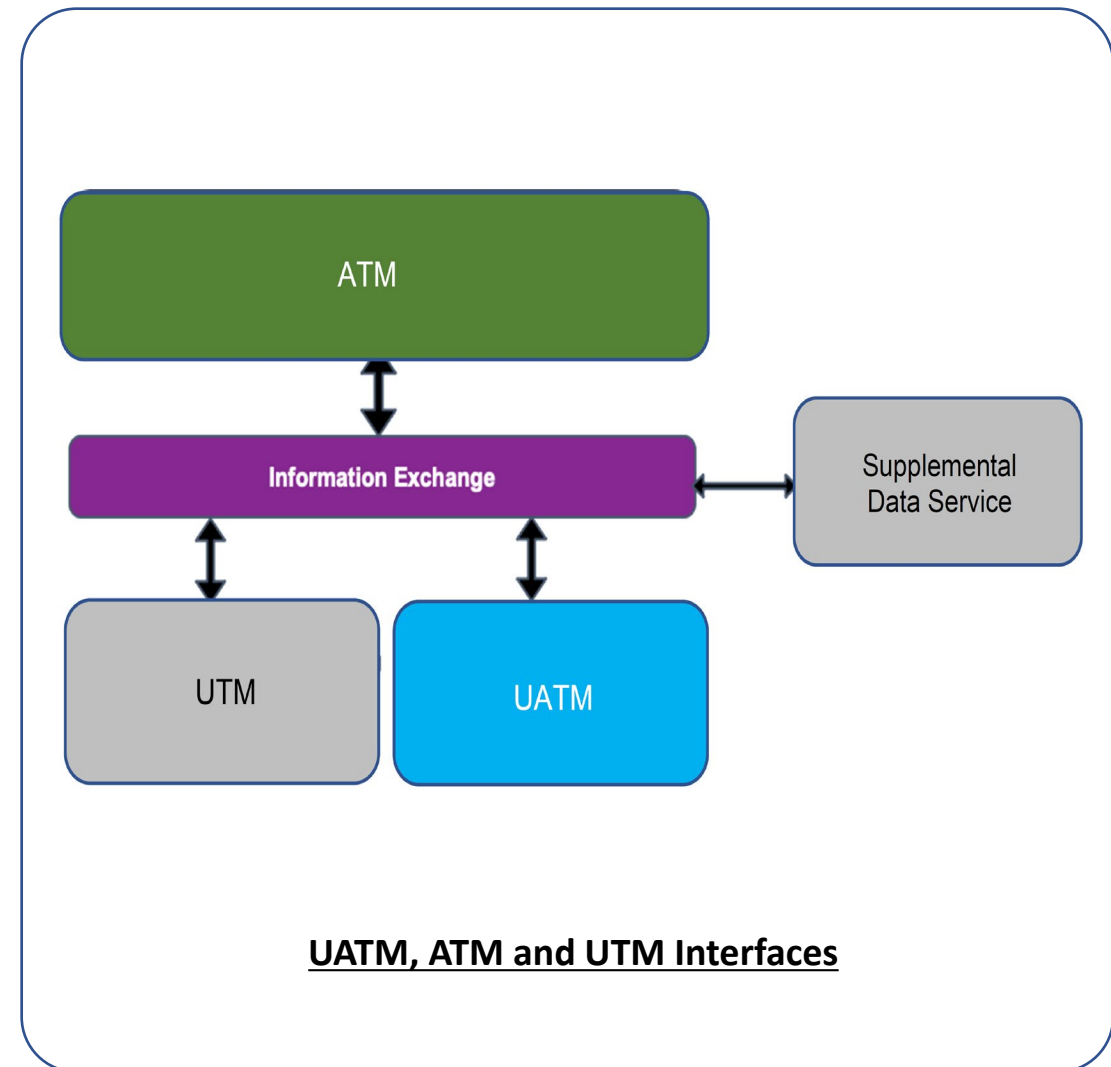 ATM
Information Exchange
Supplemental
Data Service
UTM
UATM
UATM, ATM and UTM Interfaces